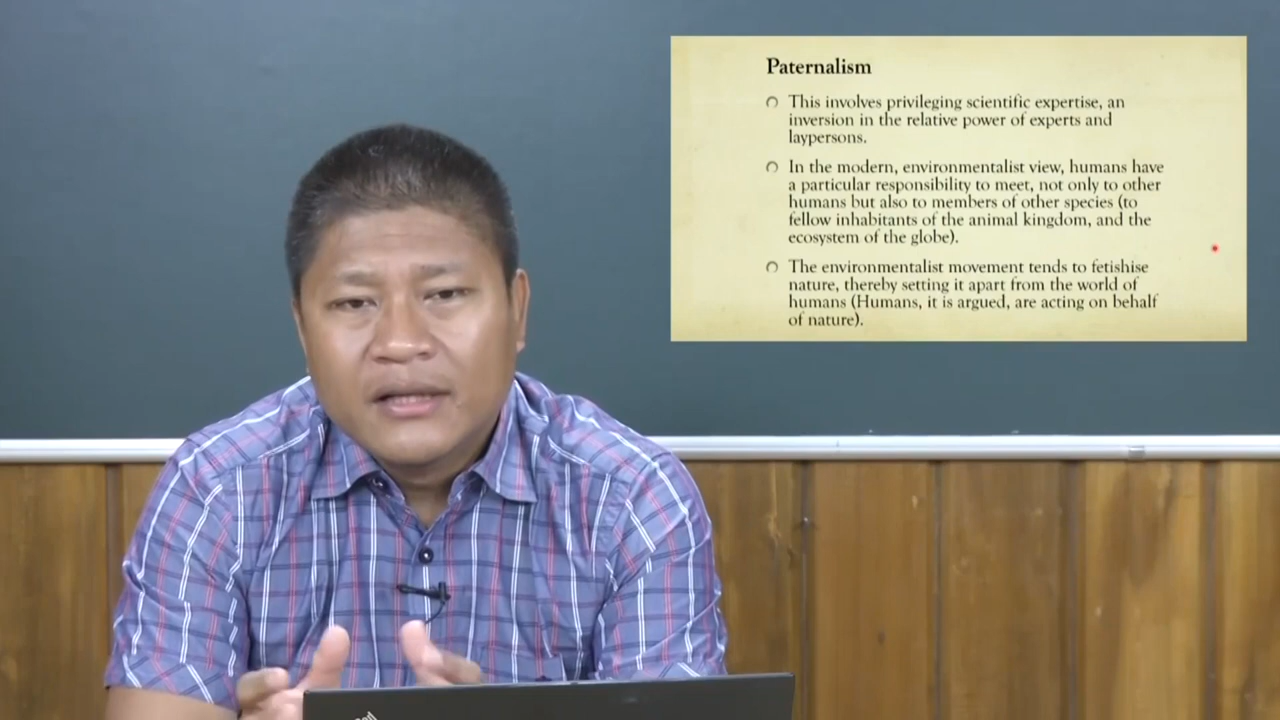 Paternalism
This involves privileging scientific expertise, an
inversion in the relative power of experts and
laypersons.
In the modern, environmentalist view, humans have
a particular responsibility to meet, not only to other
humans but also to members of other species (to
fellow inhabitants of the animal kingdom, and the
ecosystem of the globe).
The environmentalist movement tends to fetishise
nature, thereby setting it apart from the world of
humans (Humans, it is argued, are acting on behalf
of nature).